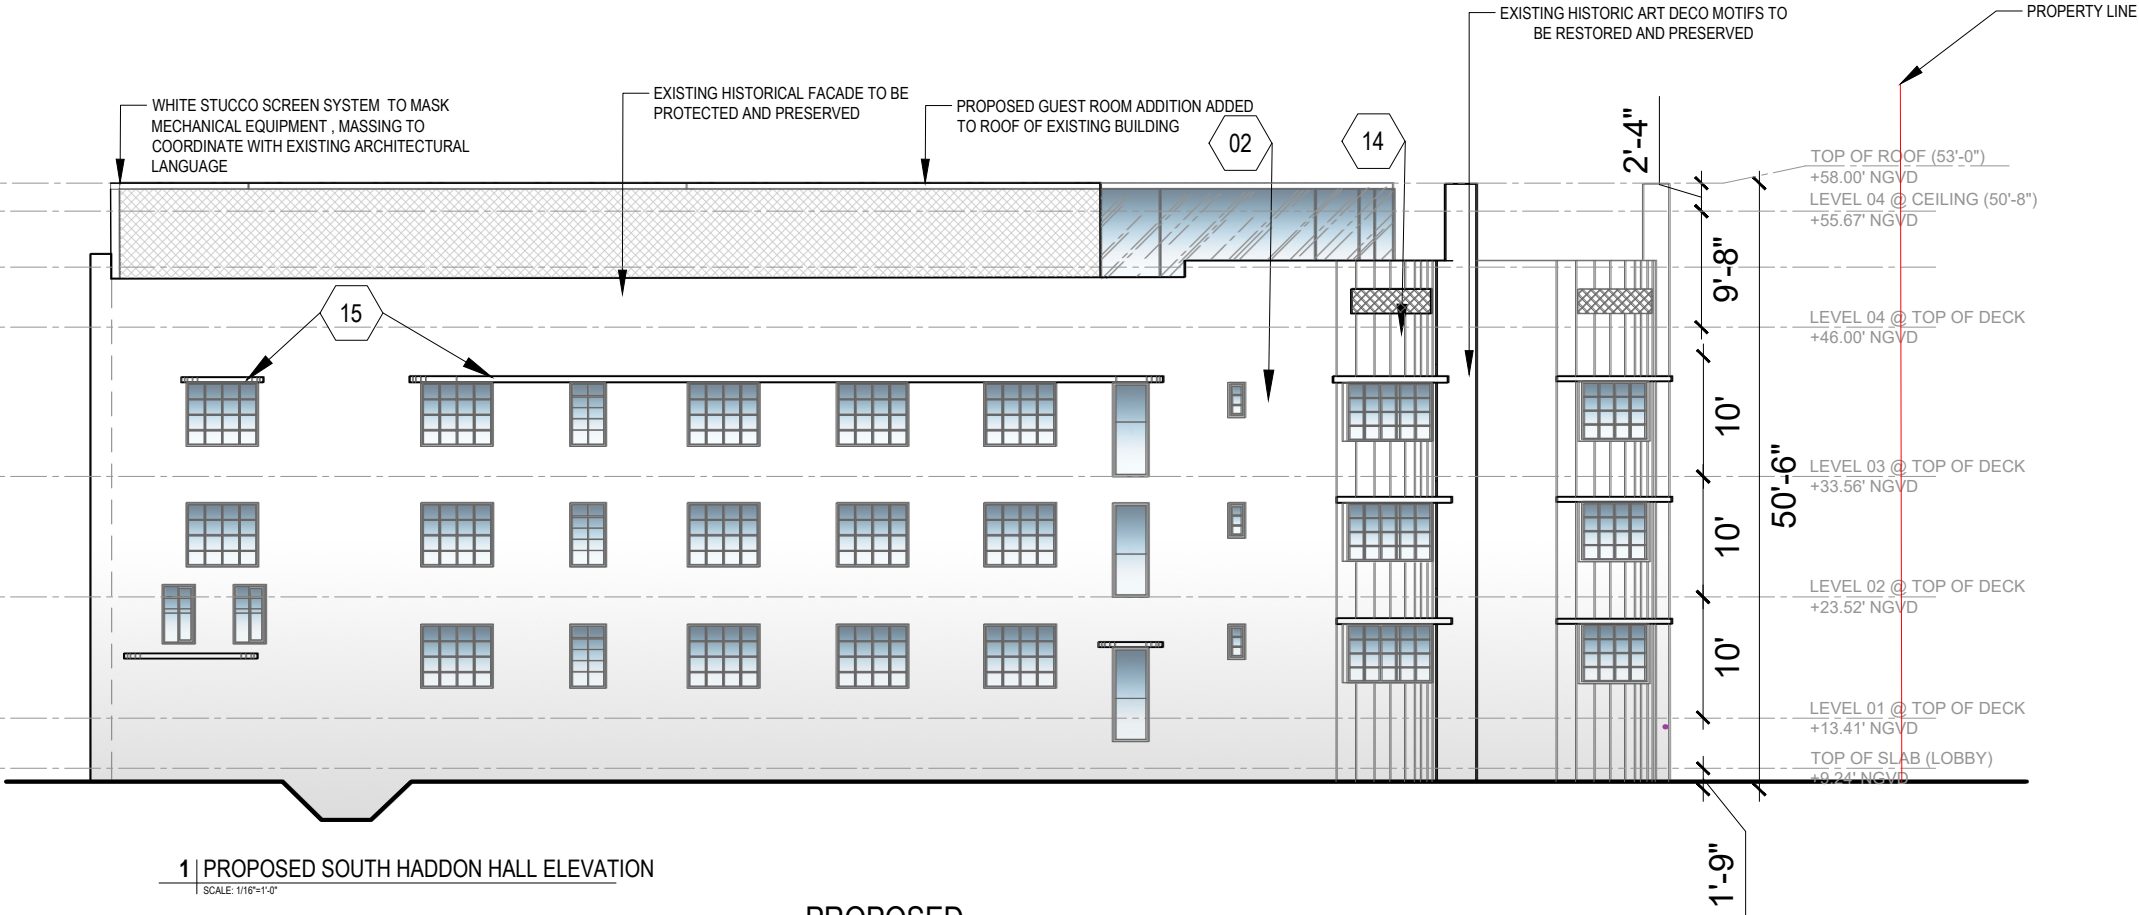 EXISTING HISTORIC ART DECO MOTIFS TO
BE RESTORED AND PRESERVED
PROPERTY LINE
WHITE STUCCO SCREEN SYSTEM TO MASK
MECHANICAL EQUIPMENT , MASSING TO
COORDINATE WITH EXISTING ARCHITECTURAL
LANGUAGE
EXISTING HISTORICAL FACADE TO BE
PROTECTED AND PRESERVED
PROPOSED GUEST ROOM ADDITION ADDED
TO ROOF OF EXISTING BUILDING
02
14
15
2'-4"
9'-8"
10'
10'
10'
50'-6"
1'-9"
TOP OF ROOF (53'-0")
+58.00' NGVD
LEVEL 04 @ CEILING (50'-8")
+55.67' NGVD
LEVEL 04 @ TOP OF DECK
+46.00' NGVD
LEVEL 03 @ TOP OF DECK
+33.56' NGVD
LEVEL 02 @ TOP OF DECK
+23.52' NGVD
LEVEL 01 @ TOP OF DECK
+13.41' NGVD
TOP OF SLAB (LOBBY)
+9.24' NGVD
1 PROPOSED SOUTH HADDON HALL ELEVATION
SCALE: 1/16"=1'-0"
PROPOSED